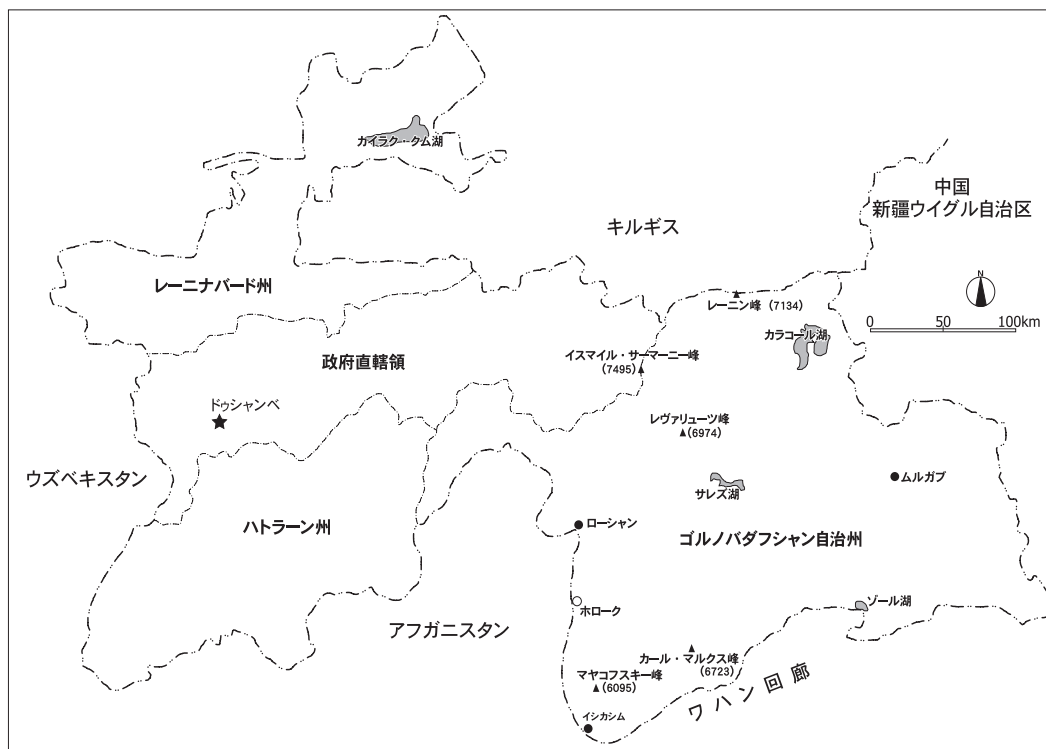 カイラク・クム湖
中国
新疆ウイグル自治区
キルギス
N
レーニナバード州
レーニン峰 (7134)
0 50 100km
カラコール湖
政府直轄領
イスマイル・サーマーニー峰
(7495)
ドゥシャンベ
レヴァリューツ峰
(6974)
ウズベキスタン
ムルガブ
サレズ湖
ハトラーン州
ローシャン
ゴルノバダフシャン自治州
ゾール湖
ホローク
アフガニスタン
カール・マルクス峰
(6723)
マヤコフスキー峰
(6095)
ワハン回廊
イシカシム